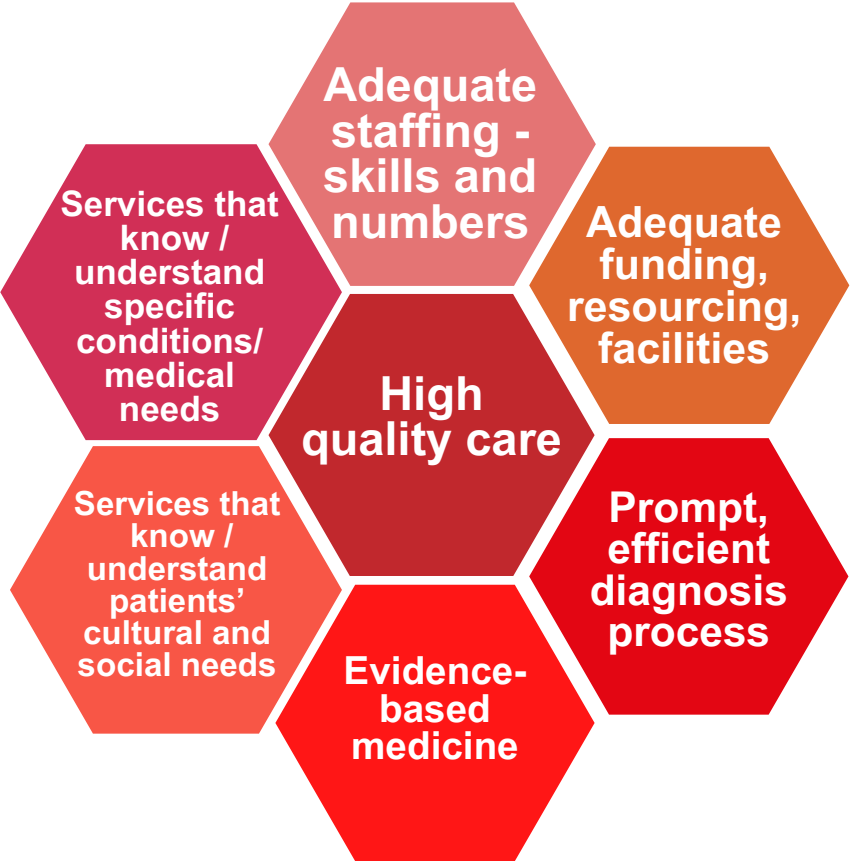 Adequate
staffing -
skills and
numbers
Services that
know /
understand
specific
conditions/
medical
needs
Adequate
funding,
resourcing,
facilities
High
quality care
Services that
know /
understand
patients’
cultural and
social needs
Prompt,
efficient
diagnosis
process
Evidence-
based
medicine